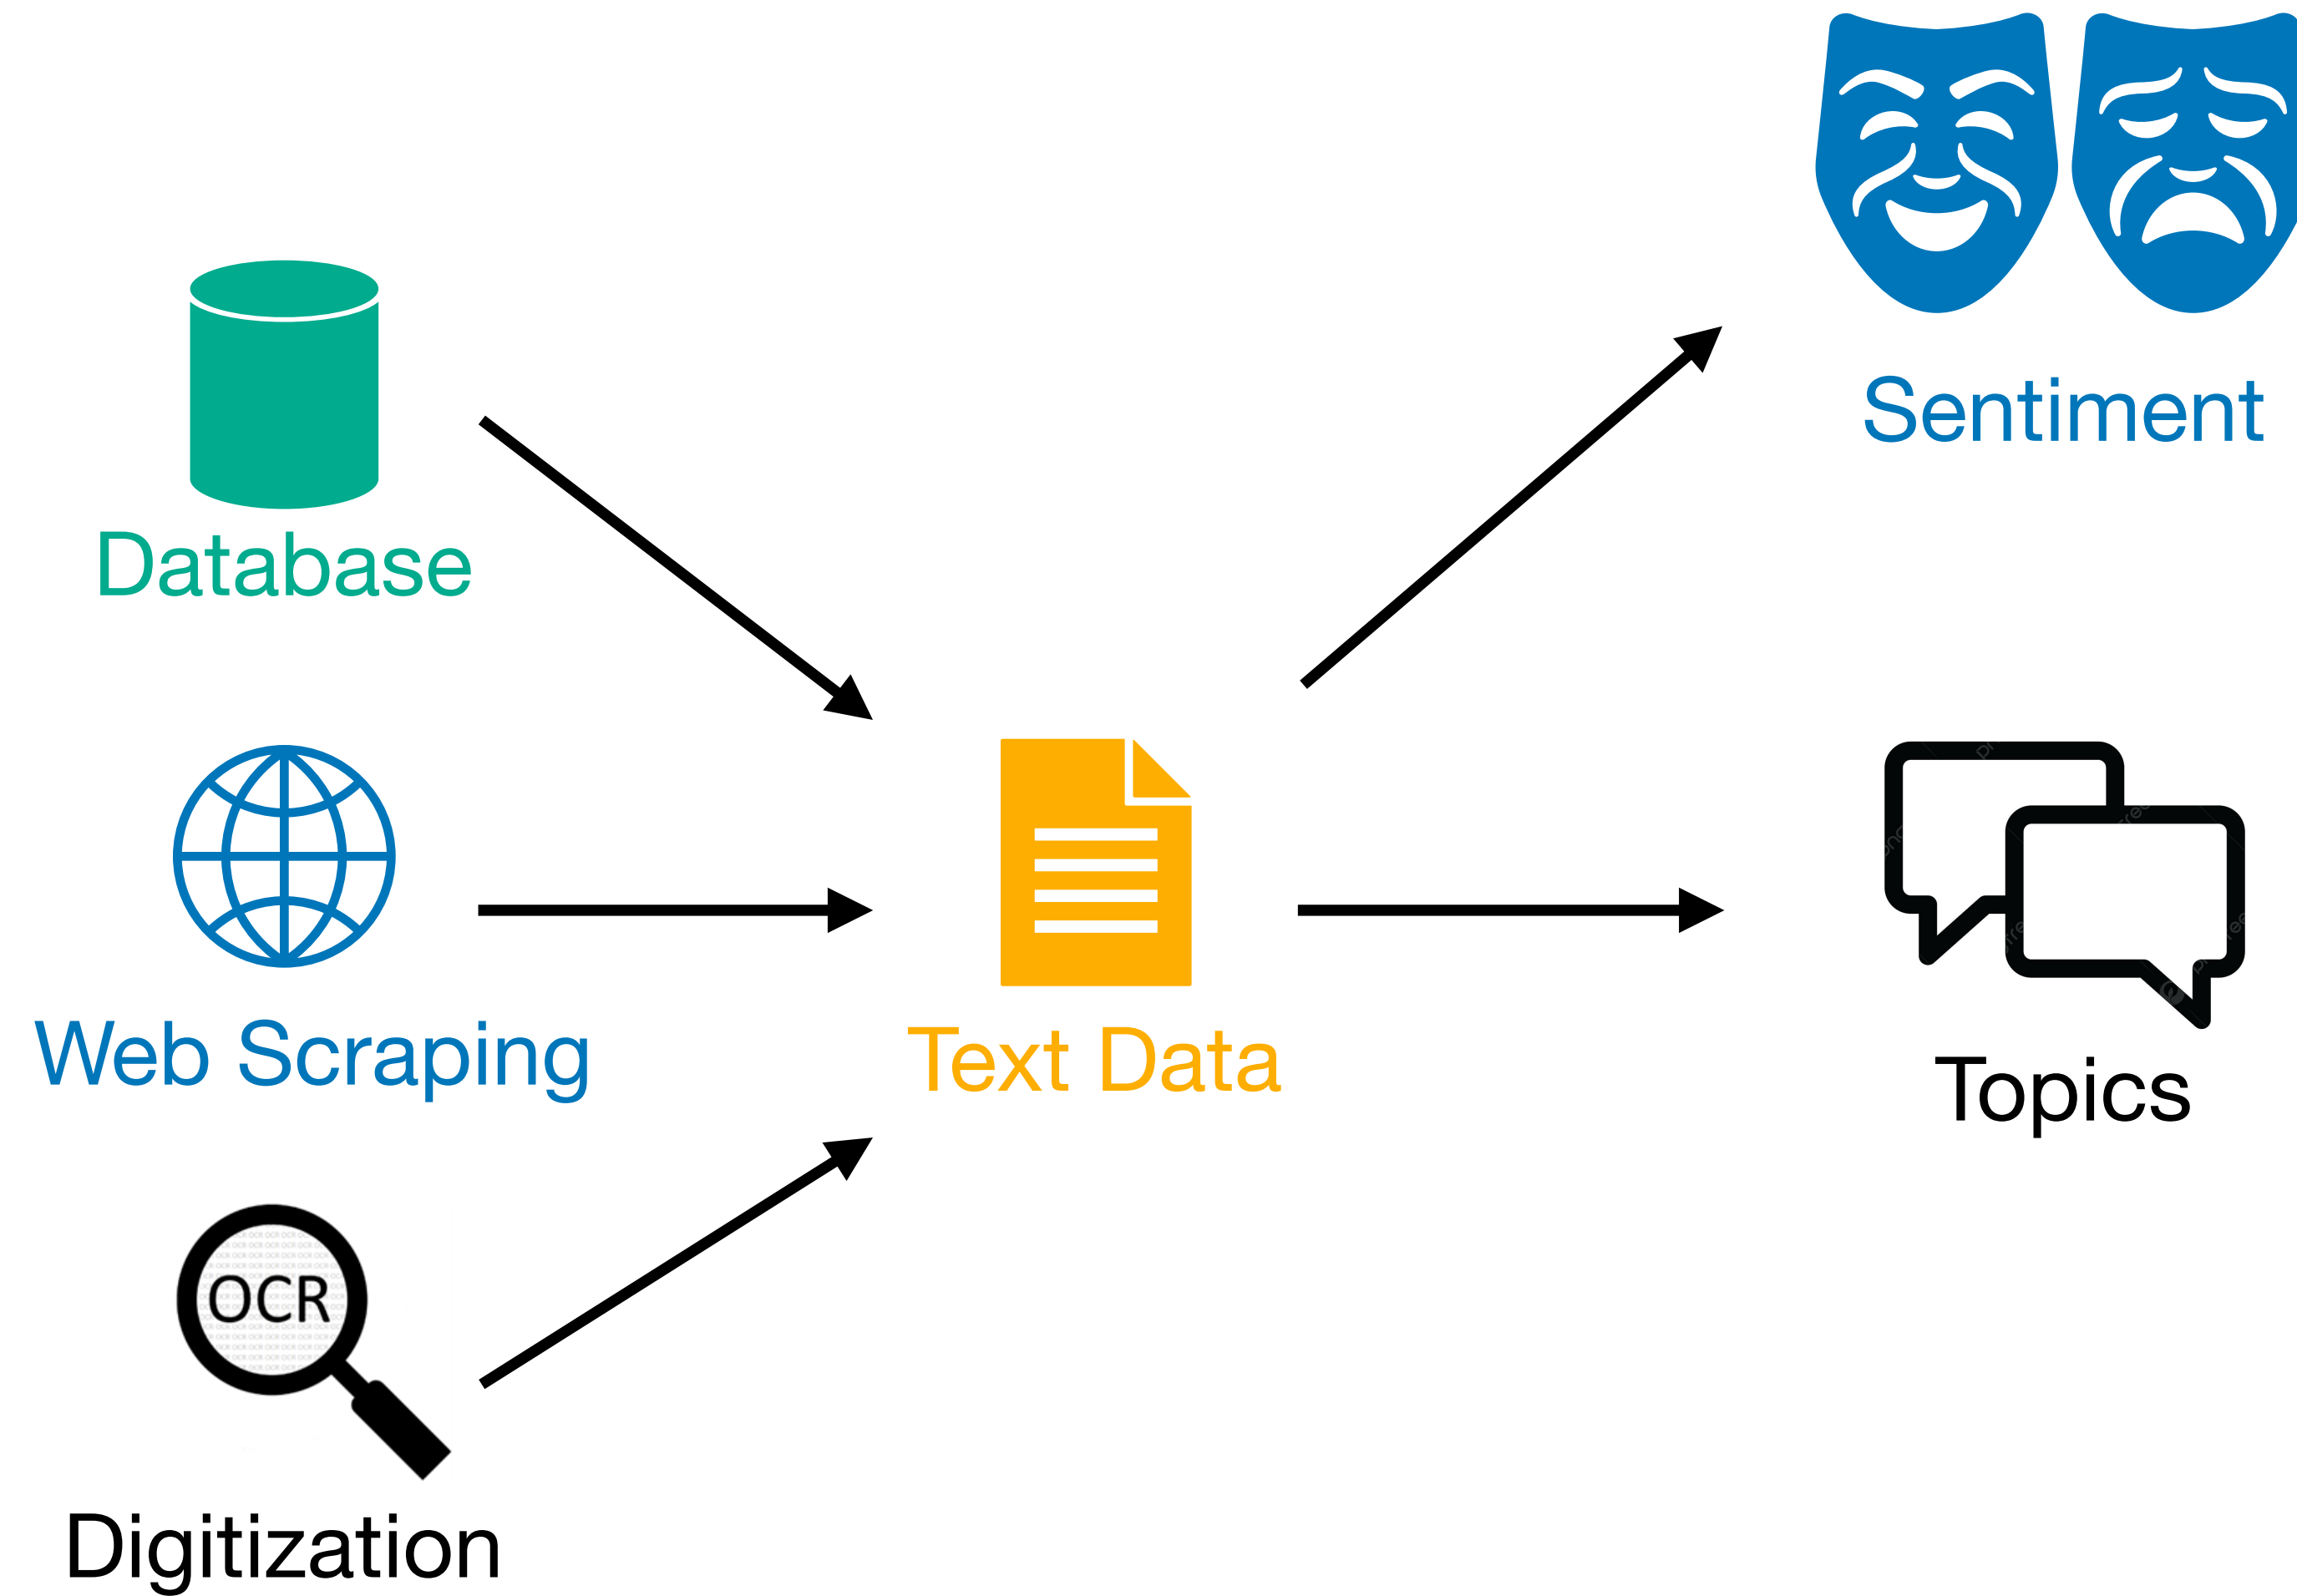 Sentiment
Database
Web Scraping
Text Data
Topics
OCR
Digitization